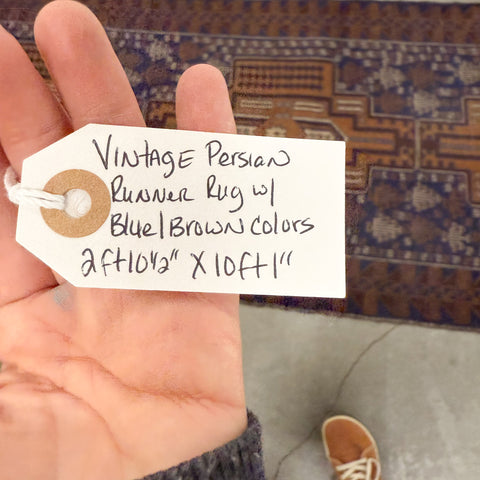 Vintage Persian
Runner Rug w/
Blue/Brown Colors
2ft10½" X 10ft1"